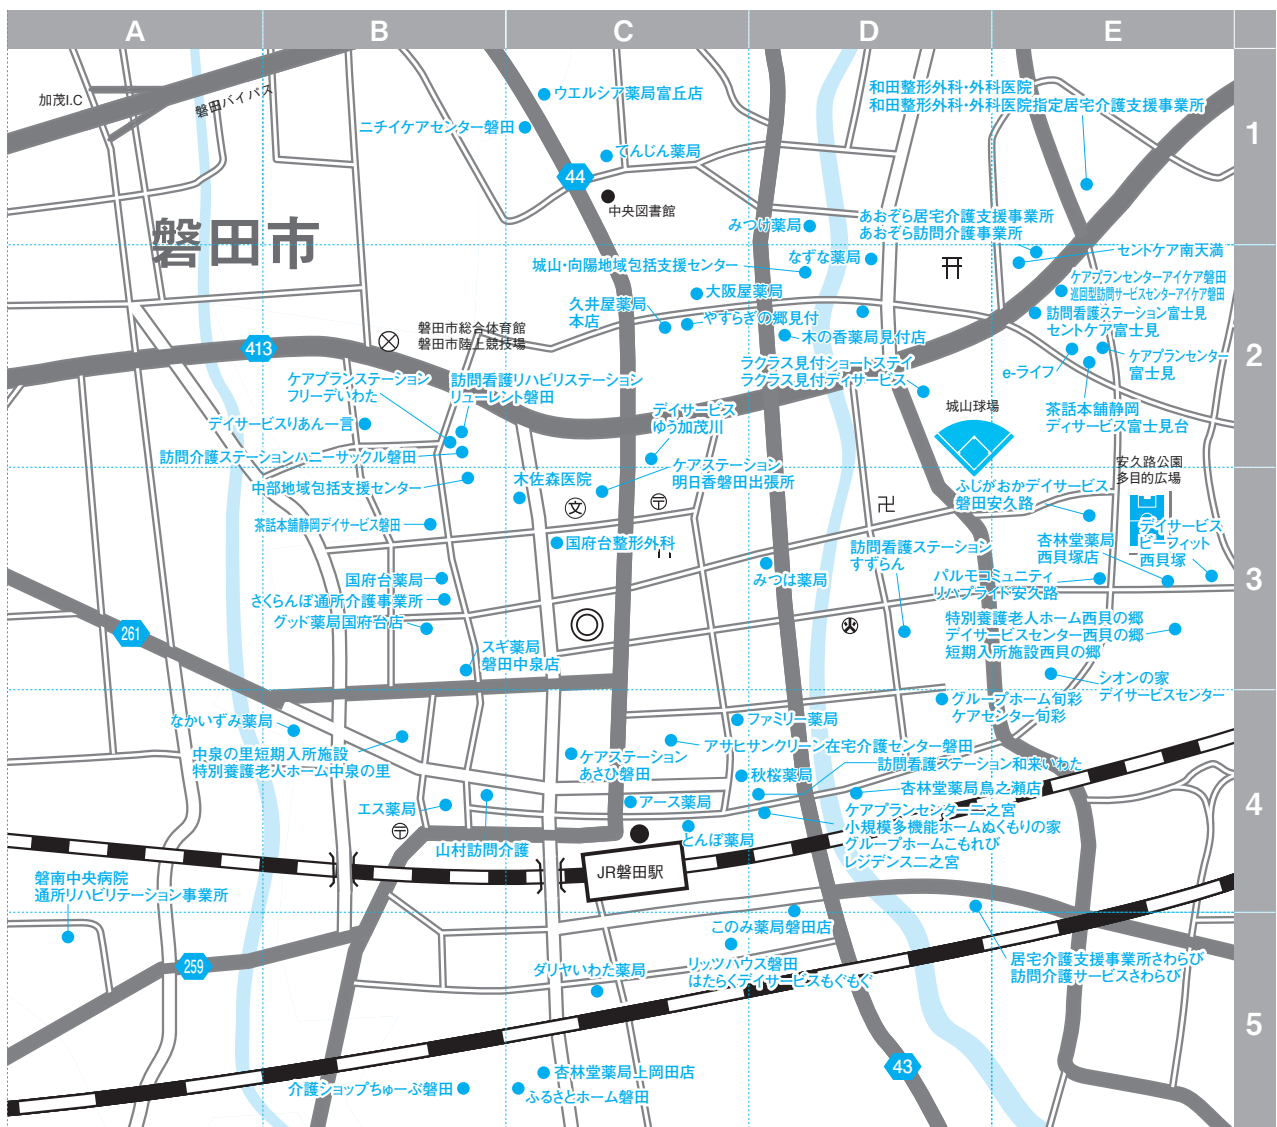 A
B
C
D
E
1
2
3
4
5
加茂I.C
磐田バイパス
磐田市
ウエルシア薬局富丘店
ニチイケアセンター磐田
てんじん薬局
44
中央図書館
和田整形外科・外科医院
和田整形外科・外科医院指定居宅介護支援事業所
みつけ薬局
あおぞら居宅介護支援事業所
あおぞら訪問介護事業所
なずな薬局
城山・向陽地域包括支援センター
セントケア南天満
大阪屋薬局
久井屋薬局
本店
やすらぎの郷見付
ケアプランセンターアイケア磐田
巡回型訪問サービスセンターアイケア磐田
訪問看護ステーション富士見
セントケア富士見
木の香薬局見付店
413
磐田市総合体育館
磐田市陸上競技場
ケアプランセンター
富士見
e-ライフ
ラクラス見付ショートステイ
ラクラス見付デイサービス
ケアプランステーション
フリーデいわた
訪問看護リハビリステーション
リューレント磐田
デイサービス
ゆう加茂川
城山球場
茶話本舗静岡
ディサービス富士見台
デイサービスりあん一言
訪問介護ステーションハニーサックル磐田
中部地域包括支援センター
木佐森医院
ケアステーション
明日香磐田出張所
安久路公園
多目的広場
ふじがおかデイサービス
磐田安久路
文
〒
卍
茶話本舗静岡デイサービス磐田
国府台整形外科
訪問看護ステーション
すずらん
杏林堂薬局
西貝塚店
デイサービス
ビーフィット
西貝塚
国府台薬局
みつは薬局
パルモコミュニティ
リハプライド安久路
さくらんぼ通所介護事業所
グッド薬局国府台店
261
特別養護老人ホーム西貝の郷
デイサービスセンター西貝の郷
短期入所施設西貝の郷
スギ薬局
磐田中泉店
シオンの家
デイサービスセンター
グループホーム旬彩
ケアセンター旬彩
なかいずみ薬局
ファミリー薬局
中泉の里短期入所施設
特別養護老人ホーム中泉の里
アサヒサンクリーン在宅介護センター磐田
ケアステーション
あさひ磐田
訪問看護ステーション和来いわた
秋桜薬局
杏林堂薬局鳥之瀬店
アース薬局
エス薬局
ケアプランセンター二之宮
小規模多機能ホームぬくもりの家
グループホームこもれび
レジデンス二之宮
〒
山村訪問介護
とんぼ薬局
JR磐田駅
磐南中央病院
通所リハビリテーション事業所
このみ薬局磐田店
259
リッツハウス磐田
はたらくデイサービスもぐもぐ
ダリヤいわた薬局
居宅介護支援事業所さわらび
訪問介護サービスさわらび
43
杏林堂薬局上岡田店
介護ショップちゅーぶ磐田
ふるさとホーム磐田